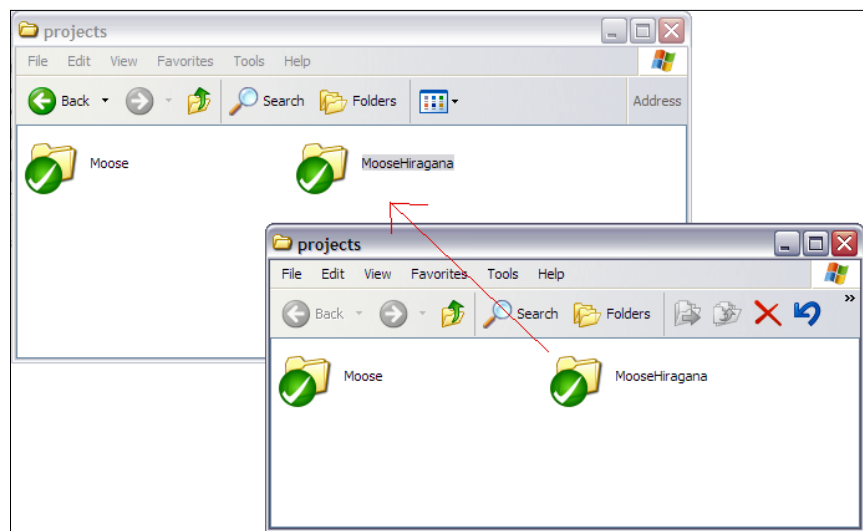 projects
File Edit View Favorites Tools Help
Back Search Folders Address
Moose MooseHiragana
projects
File Edit View Favorites Tools Help
Back Search Folders »
Moose MooseHiragana